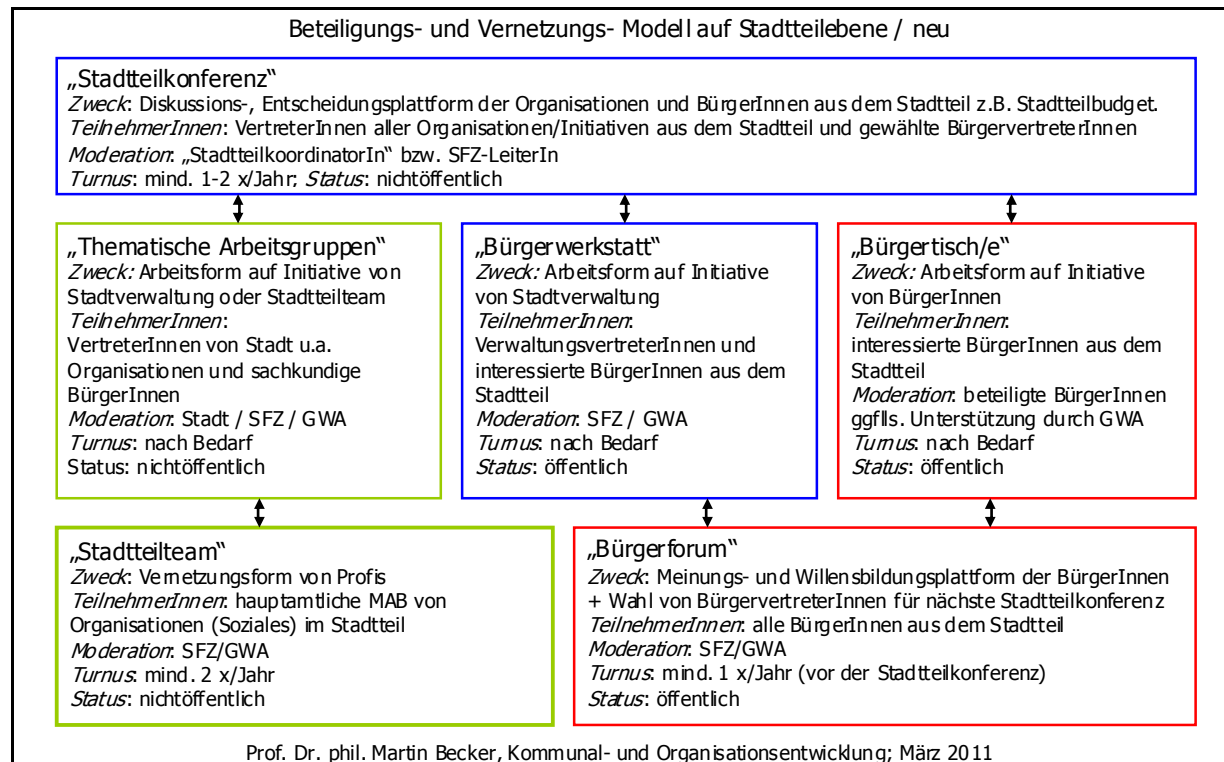 Beteiligungs- und Vernetzungs- Modell auf Stadtteilebene / neu
„Stadtteilkonferenz“
Zweck: Diskussions-, Entscheidungsplattform der Organisationen und BürgerInnen aus dem Stadtteil z.B. Stadtteilbudget.
TeilnehmerInnen: VertreterInnen aller Organisationen/Initiativen aus dem Stadtteil und gewählte BürgervertreterInnen
Moderation: „StadtteilkoordinatorIn“ bzw. SFZ-LeiterIn
Turnus: mind. 1-2 x/Jahr; Status: nichtöffentlich
„Thematische Arbeitsgruppen“
Zweck: Arbeitsform auf Initiative von
Stadtverwaltung oder Stadtteilteam
TeilnehmerInnen:
VertreterInnen von Stadt u.a.
Organisationen und sachkundige
BürgerInnen
Moderation: Stadt / SFZ / GWA
Turnus: nach Bedarf
Status: nichtöffentlich
„Bürgerwerkstatt“
Zweck: Arbeitsform auf Initiative
von Stadtverwaltung
TeilnehmerInnen:
VerwaltungsvertreterInnen und
interessierte BürgerInnen aus dem
Stadtteil
Moderation: SFZ / GWA
Turnus: nach Bedarf
Status: öffentlich
„Bürgertisch/e“
Zweck: Arbeitsform auf Initiative
von BürgerInnen
TeilnehmerInnen:
interessierte BürgerInnen aus dem
Stadtteil
Moderation: beteiligte BürgerInnen
ggflls. Unterstützung durch GWA
Turnus: nach Bedarf
Status: öffentlich
„Stadtteilteam“
Zweck: Vernetzungsform von Profis
TeilnehmerInnen: hauptamtliche MAB von
Organisationen (Soziales) im Stadtteil
Moderation: SFZ/GWA
Turnus: mind. 2 x/Jahr
Status: nichtöffentlich
„Bürgerforum“
Zweck: Meinungs- und Willensbildungsplattform der BürgerInnen
+ Wahl von BürgervertreterInnen für nächste Stadtteilkonferenz
TeilnehmerInnen: alle BürgerInnen aus dem Stadtteil
Moderation: SFZ/GWA
Turnus: mind. 1 x/Jahr (vor der Stadtteilkonferenz)
Status: öffentlich
Prof. Dr. phil. Martin Becker, Kommunal- und Organisationsentwicklung; März 2011